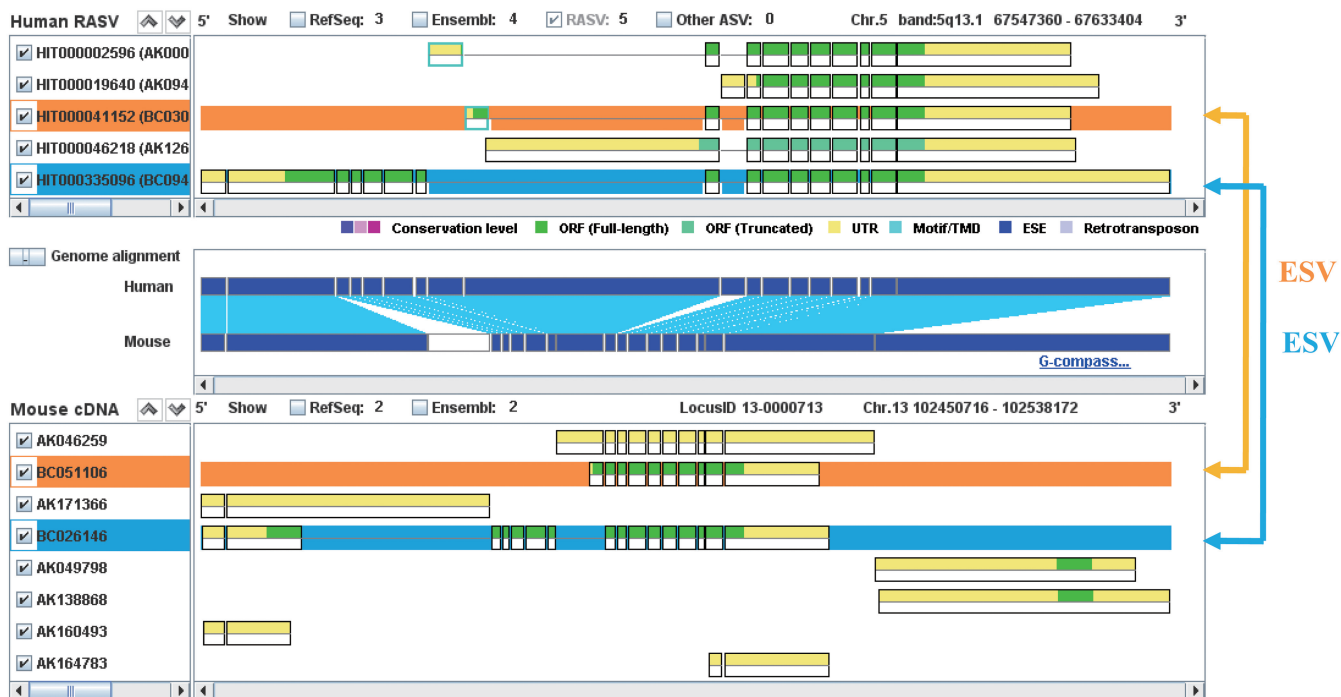 Human RASV 5' Show RefSeq: 3 Ensembl: 4 RASV: 5 Other ASV: 0 Chr.5 band:5q13.1 67547360 - 67633404 3'
HIT000002596 (AK000
HIT000019640 (AK094
HIT000041152 (BC030
HIT000046218 (AK126
HIT000335096 (BC094
Conservation level ORF (Full-length) ORF (Truncated) UTR Motif/TMD ESE Retrotransposon
Genome alignment
Human
ESV
Mouse
ESV
G-compass...
Mouse cDNA 5' Show RefSeq: 2 Ensembl: 2 LocusID 13-0000713 Chr.13 102450716 - 102538172 3'
AK046259
BC051106
AK171366
BC026146
AK049798
AK138868
AK160493
AK164783